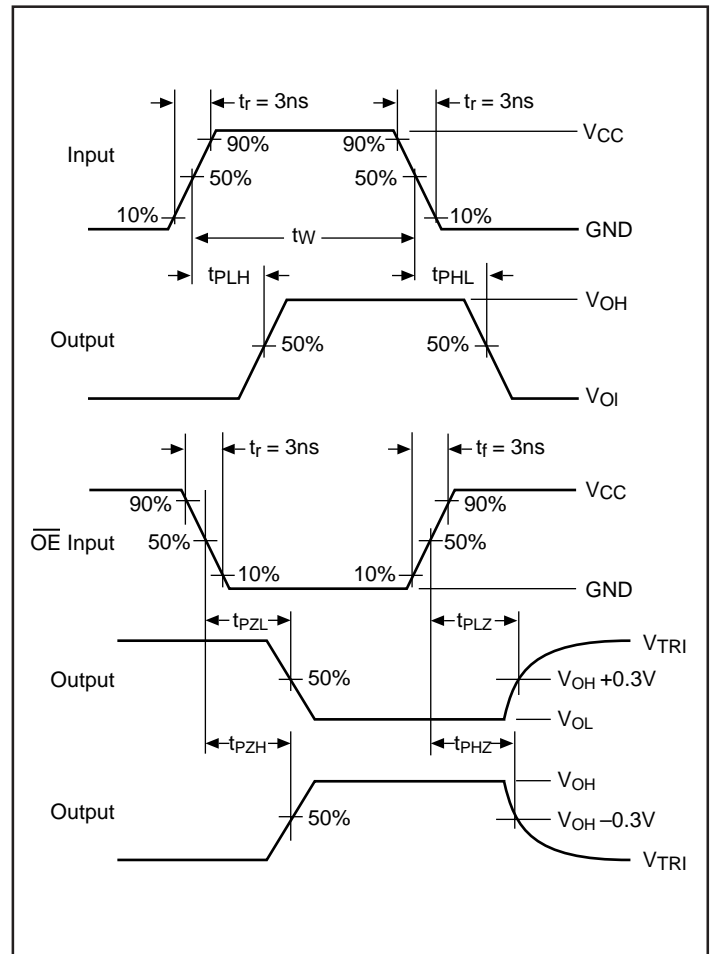 tr = 3ns tr = 3ns
VCC
Input 90% 90%
50% 50%
10% 10%
GND
tW
tPLH tPHL
VOH
Output 50% 50%
VOI
tr = 3ns tf = 3ns
VCC
90% 90%
O̅E̅ Input 50% 50%
10% 10%
GND
tPZL tPLZ
VTRI
Output 50% VOH +0.3V
VOL
tPZH tPHZ
VOH
Output 50% VOH –0.3V
VTRI